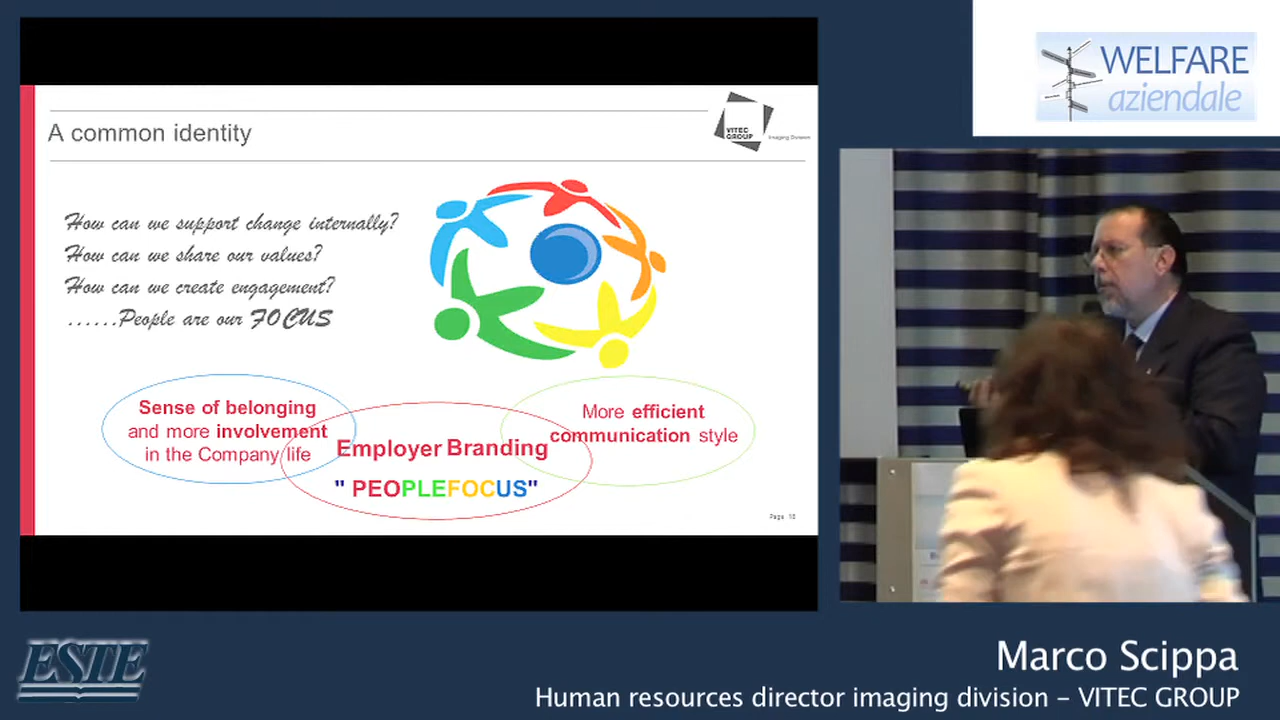 A common identity
VITEC
GROUP
Imaging Division
How can we support change internally?
How can we share our values?
How can we create engagement?
......People are our FOCUS
Sense of belonging
and more involvement
in the Company life
Employer Branding
" PEOPLEFOCUS"
More efficient
communication style
Page 16
WELFARE
aziendale
ESTE
Marco Scippa
Human resources director imaging division – VITEC GROUP